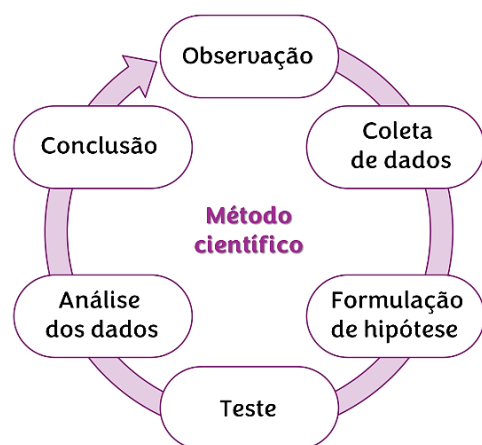 Observação
Coleta
de dados
Formulação
de hipótese
Teste
Análise
dos dados
Conclusão
Método
científico